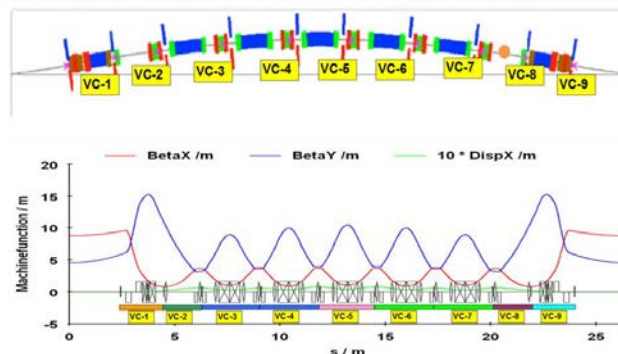 VC-1
VC-2
VC-3
VC-4
VC-5
VC-6
VC-7
VC-8
VC-9
BetaX /m
BetaY /m
10 * DispX /m
Machinefunction / m
20
15
10
5
0
-5
VC-1
VC-2
VC-3
VC-4
VC-5
VC-6
VC-7
VC-8
VC-9
0
5
10
15
20
25
s / m